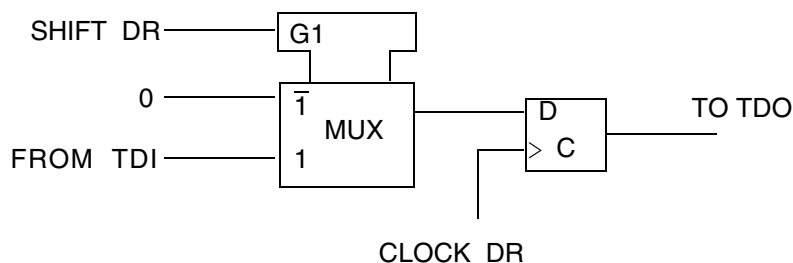 SHIFT DR
G1
0
1̅
MUX
FROM TDI
1
D
C
TO TDO
CLOCK DR